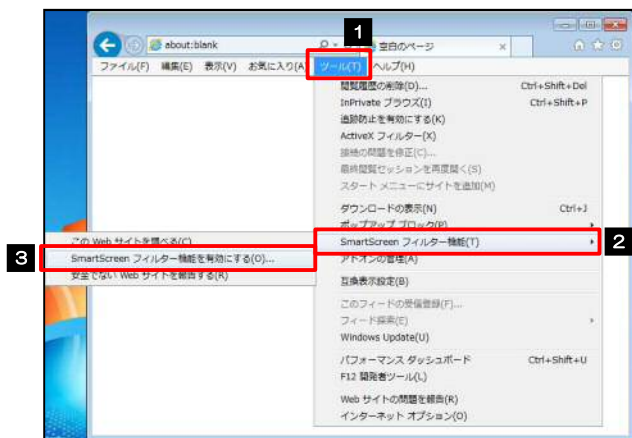 1
about:blank
空白のページ
ファイル(F) 編集(E) 表示(V) お気に入り(A) ツール(T) ヘルプ(H)
閲覧履歴の削除(D)... Ctrl+Shift+Del
InPrivate ブラウズ(I) Ctrl+Shift+P
追跡防止を有効にする(K)
ActiveX フィルター(X)
接続の問題を修正(C)...
最終閲覧セッションを再度開く(S)
スタート メニューにサイトを追加(M)
ダウンロードの表示(N) Ctrl+J
ポップアップ ブロック(P)
SmartScreen フィルター機能(T)
2
アドオンの管理(A)
互換表示設定(B)
このフィードの受信登録(F)...
フィード探索(E)
Windows Update(U)
パフォーマンス ダッシュボード Ctrl+Shift+U
F12 開発者ツール(L)
Web サイトの問題を報告(R)
インターネット オプション(O)
この Web サイトを調べる(C)
3
SmartScreen フィルター機能を有効にする(O)...
安全でない Web サイトを報告する(R)